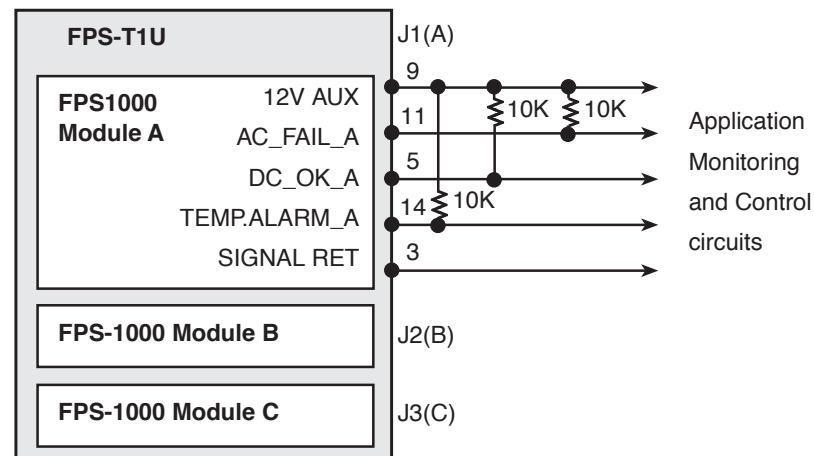 FPS-T1U
J1(A)
FPS1000
Module A
12V AUX
9
AC_FAIL_A
11
DC_OK_A
5
TEMP.ALARM_A
14
SIGNAL RET
3
10K
10K
10K
Application
Monitoring
and Control
circuits
FPS-1000 Module B
J2(B)
FPS-1000 Module C
J3(C)